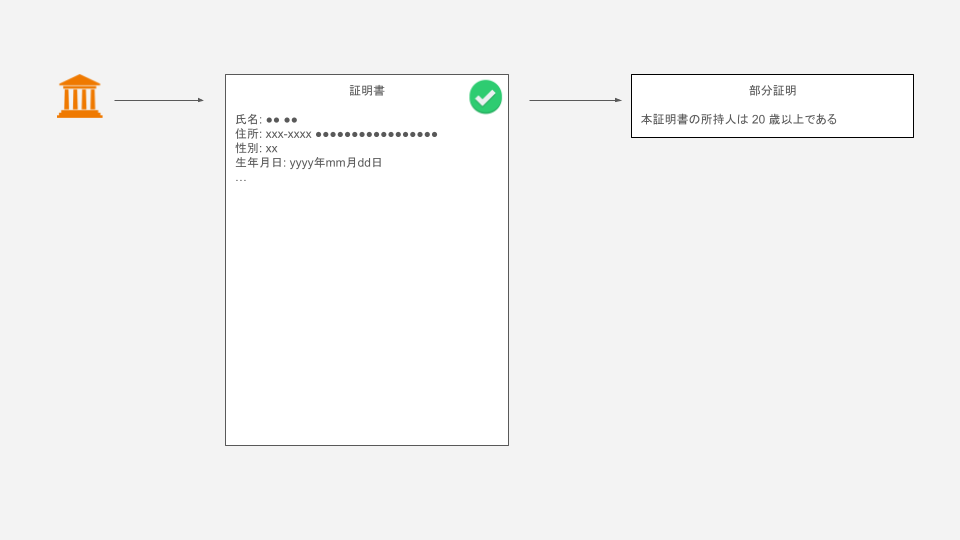 証明書
氏名: ●● ●●
住所: xxx-xxxx ●●●●●●●●●●●●●●●●●
性別: xx
生年月日: yyyy年mm月dd日
…
部分証明
本証明書の所持人は 20 歳以上である